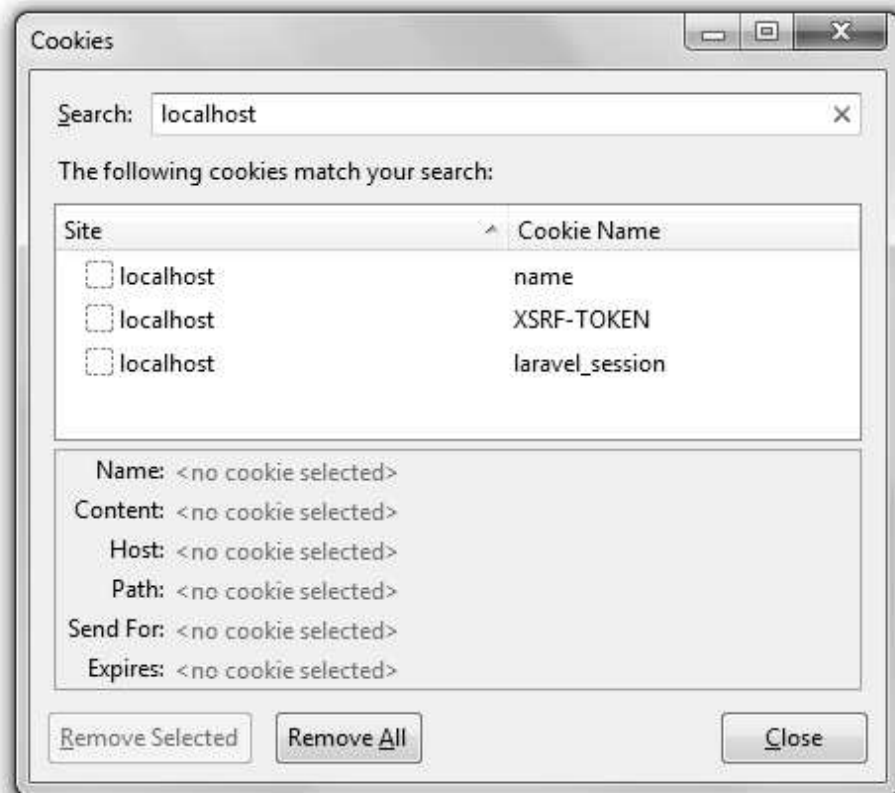 Cookies
Search: localhost
The following cookies match your search:
Site Cookie Name
localhost name
localhost XSRF-TOKEN
localhost laravel_session
Name: <no cookie selected>
Content: <no cookie selected>
Host: <no cookie selected>
Path: <no cookie selected>
Send For: <no cookie selected>
Expires: <no cookie selected>
Remove Selected Remove All Close